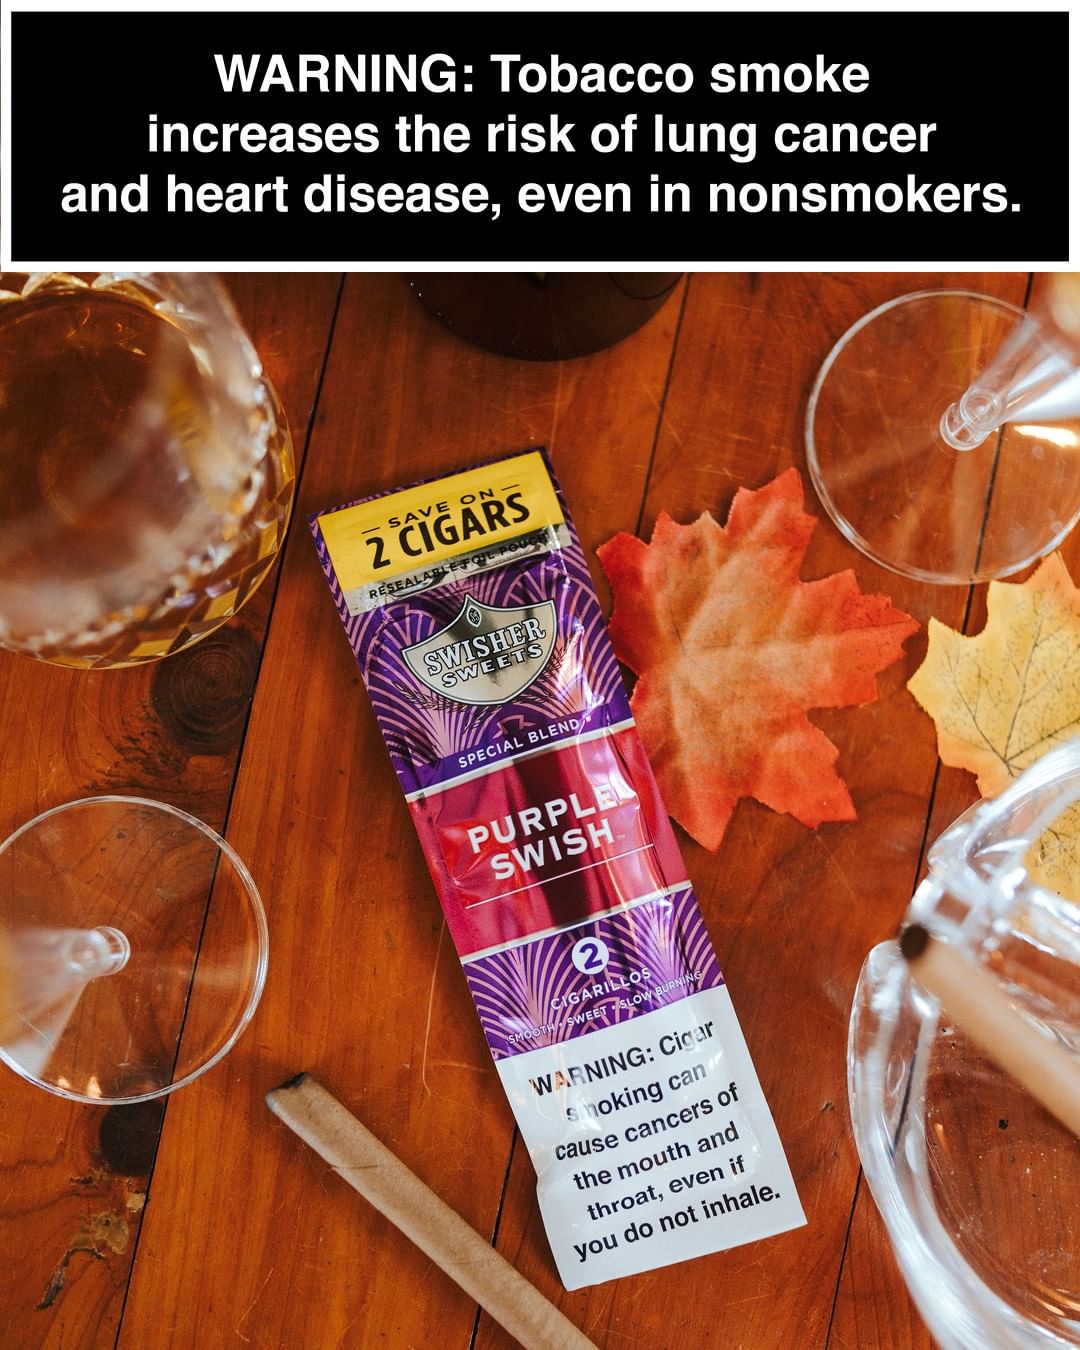 WARNING: Tobacco smoke
increases the risk of lung cancer
and heart disease, even in nonsmokers.
SAVE ON
2 CIGARS
RESEALABLE FOIL POUCH
SWISHER
SWEETS
SPECIAL BLEND
PURPLE
SWISH™
2
CIGARILLOS
SMOOTH • SWEET • SLOW BURNING
WARNING: Cigar
smoking can
cause cancers of
the mouth and
throat, even if
you do not inhale.